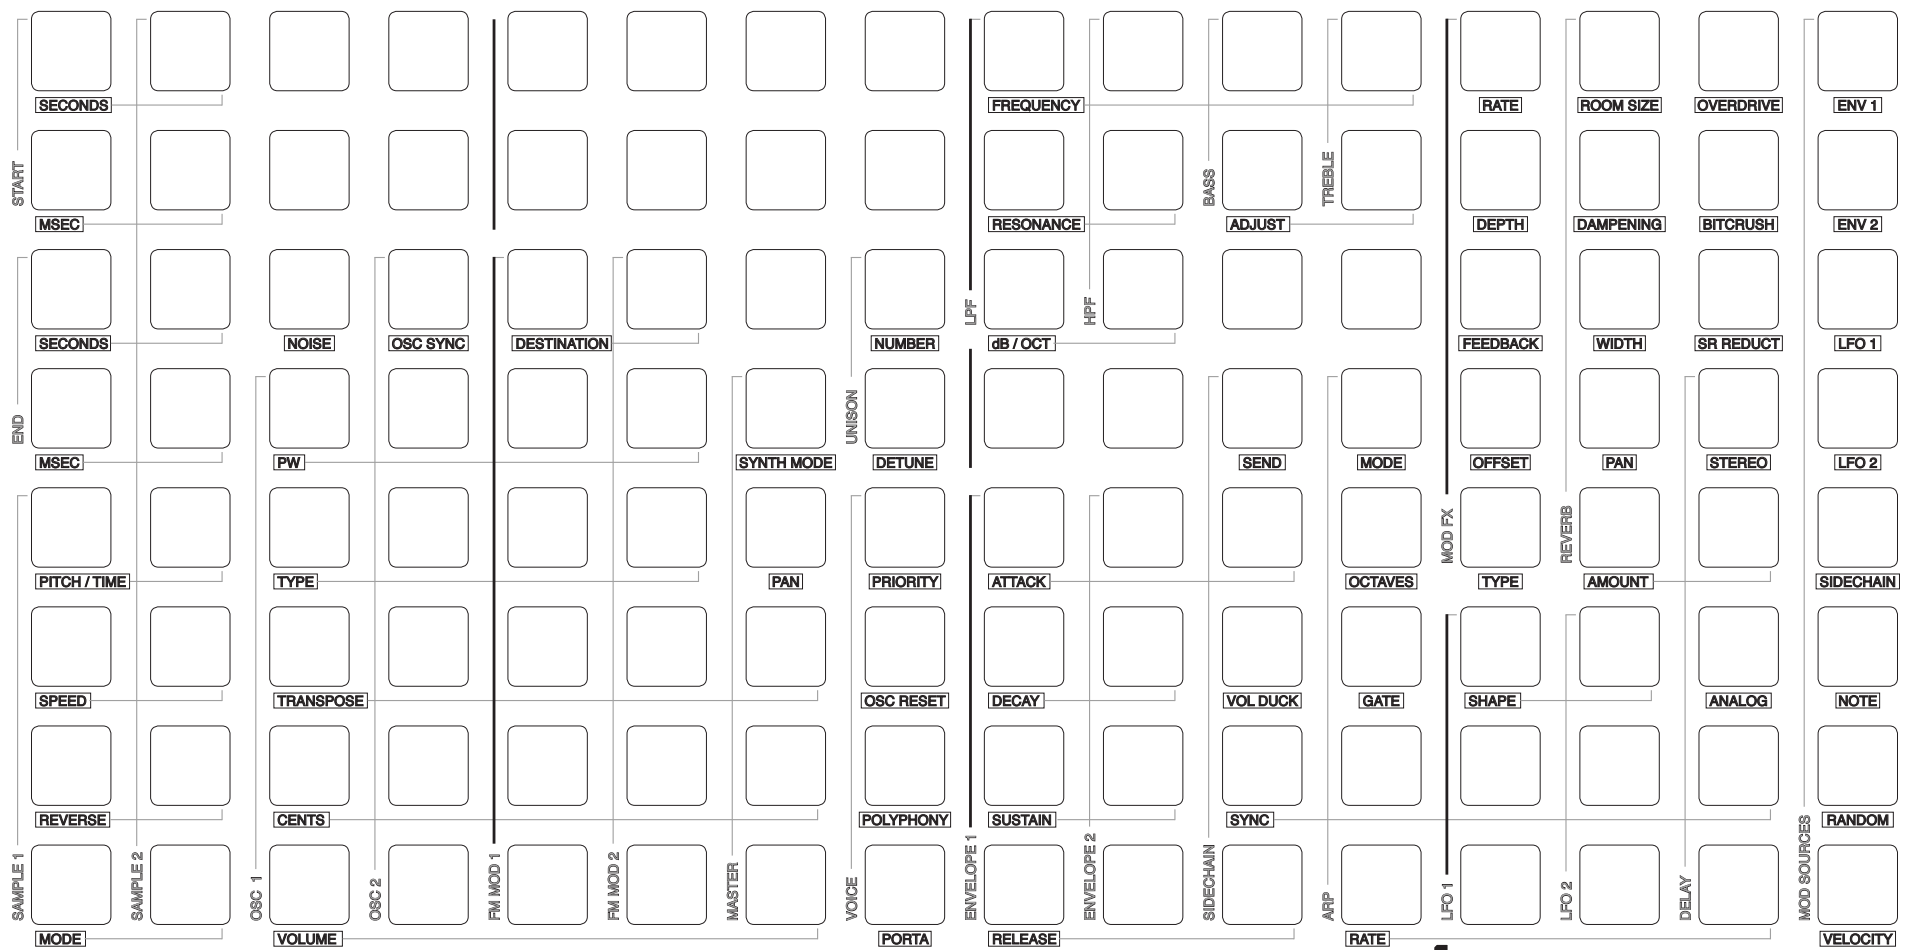 SECONDS
FREQUENCY
RATE
ROOM SIZE
OVERDRIVE
ENV 1
START
BASS
TREBLE
MSEC
RESONANCE
ADJUST
DEPTH
DAMPENING
BITCRUSH
ENV 2
LPF
HPF
SECONDS
NOISE
OSC SYNC
DESTINATION
NUMBER
dB / OCT
FEEDBACK
WIDTH
SR REDUCT
LFO 1
END
UNISON
MSEC
PW
SYNTH MODE
DETUNE
SEND
MODE
OFFSET
PAN
STEREO
LFO 2
MOD FX
REVERB
PITCH / TIME
TYPE
PAN
PRIORITY
ATTACK
OCTAVES
TYPE
AMOUNT
SIDECHAIN
SPEED
TRANSPOSE
OSC RESET
DECAY
VOL DUCK
GATE
SHAPE
ANALOG
NOTE
REVERSE
CENTS
POLYPHONY
SUSTAIN
SYNC
RANDOM
SAMPLE 1
SAMPLE 2
OSC 1
OSC 2
FM MOD 1
FM MOD 2
MASTER
VOICE
ENVELOPE 1
ENVELOPE 2
SIDECHAIN
ARP
LFO 1
LFO 2
DELAY
MOD SOURCES
MODE
VOLUME
PORTA
RELEASE
RATE
VELOCITY